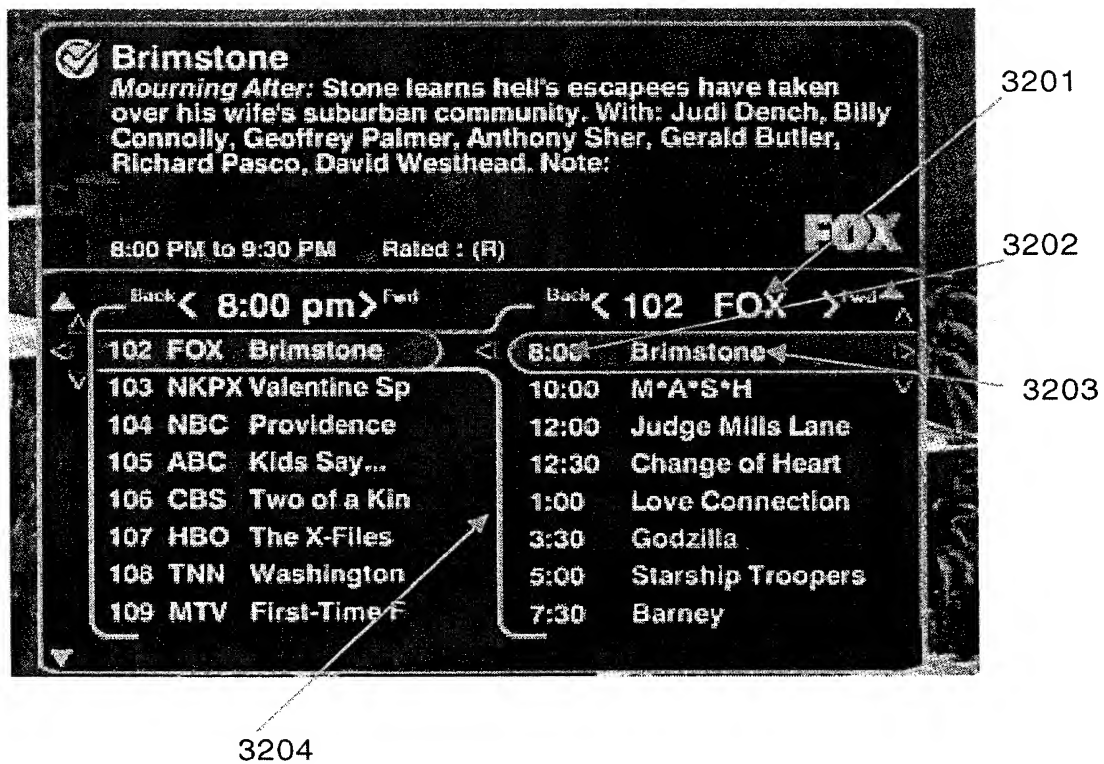 Brimstone
Mourning After: Stone learns hell's escapees have taken
over his wife's suburban community. With: Judi Dench, Billy
Connolly, Geoffrey Palmer, Anthony Sher, Gerald Butler,
Richard Pasco, David Westhead. Note:
FOX
8:00 PM to 9:30 PM Rated : (R)
Back < 8:00 pm > Fwd
102 FOX Brimstone
103 NKPX Valentine Sp
104 NBC Providence
105 ABC Kids Say...
106 CBS Two of a Kin
107 HBO The X-Files
108 TNN Washington
109 MTV First-Time F
Back < 102 FOX > Fwd
8:00 Brimstone
10:00 M*A*S*H
12:00 Judge Mills Lane
12:30 Change of Heart
1:00 Love Connection
3:30 Godzilla
5:00 Starship Troopers
7:30 Barney
3201
3202
3203
3204